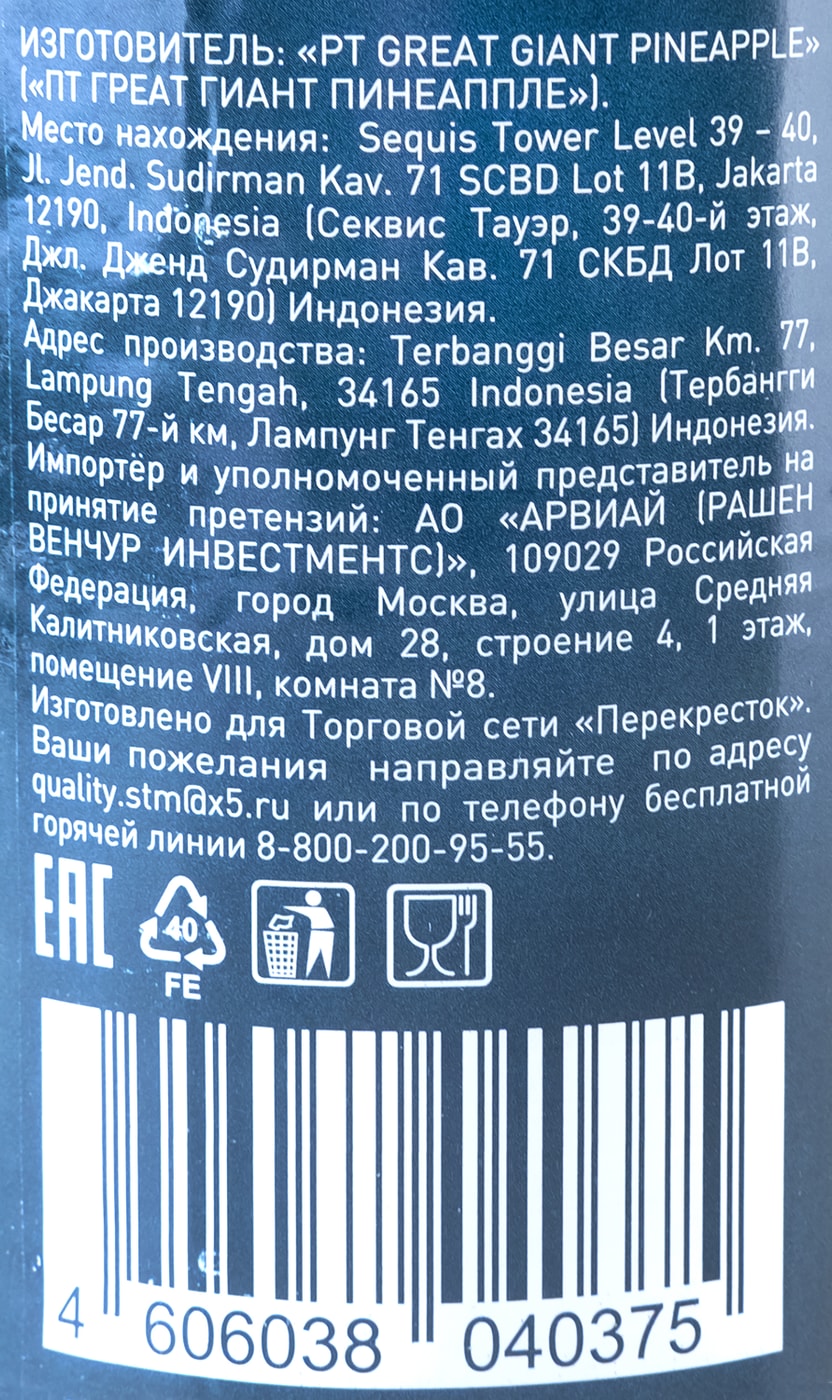 ИЗГОТОВИТЕЛЬ: «PT GREAT GIANT PINEAPPLE»
(«ПТ ГРЕАТ ГИАНТ ПИНЕАППЛЕ»).
Место нахождения: Sequis Tower Level 39 – 40,
Jl. Jend. Sudirman Kav. 71 SCBD Lot 11B, Jakarta
12190, Indonesia (Секвис Тауэр, 39-40-й этаж,
Джл. Дженд Судирман Кав. 71 СКБД Лот 11В,
Джакарта 12190) Индонезия.
Адрес производства: Terbanggi Besar Km. 77,
Lampung Tengah, 34165 Indonesia (Тербангги
Бесар 77-й км, Лампунг Тенгах 34165) Индонезия.
Импортёр и уполномоченный представитель на
принятие претензий: АО «АРВИАЙ (РАШЕН
ВЕНЧУР ИНВЕСТМЕНТС)», 109029 Российская
Федерация, город Москва, улица Средняя
Калитниковская, дом 28, строение 4, 1 этаж,
помещение VIII, комната №8.
Изготовлено для Торговой сети «Перекресток».
Ваши пожелания направляйте по адресу
quality.stm@x5.ru или по телефону бесплатной
горячей линии 8-800-200-95-55.
EAC 40
FE
4 606038 040375